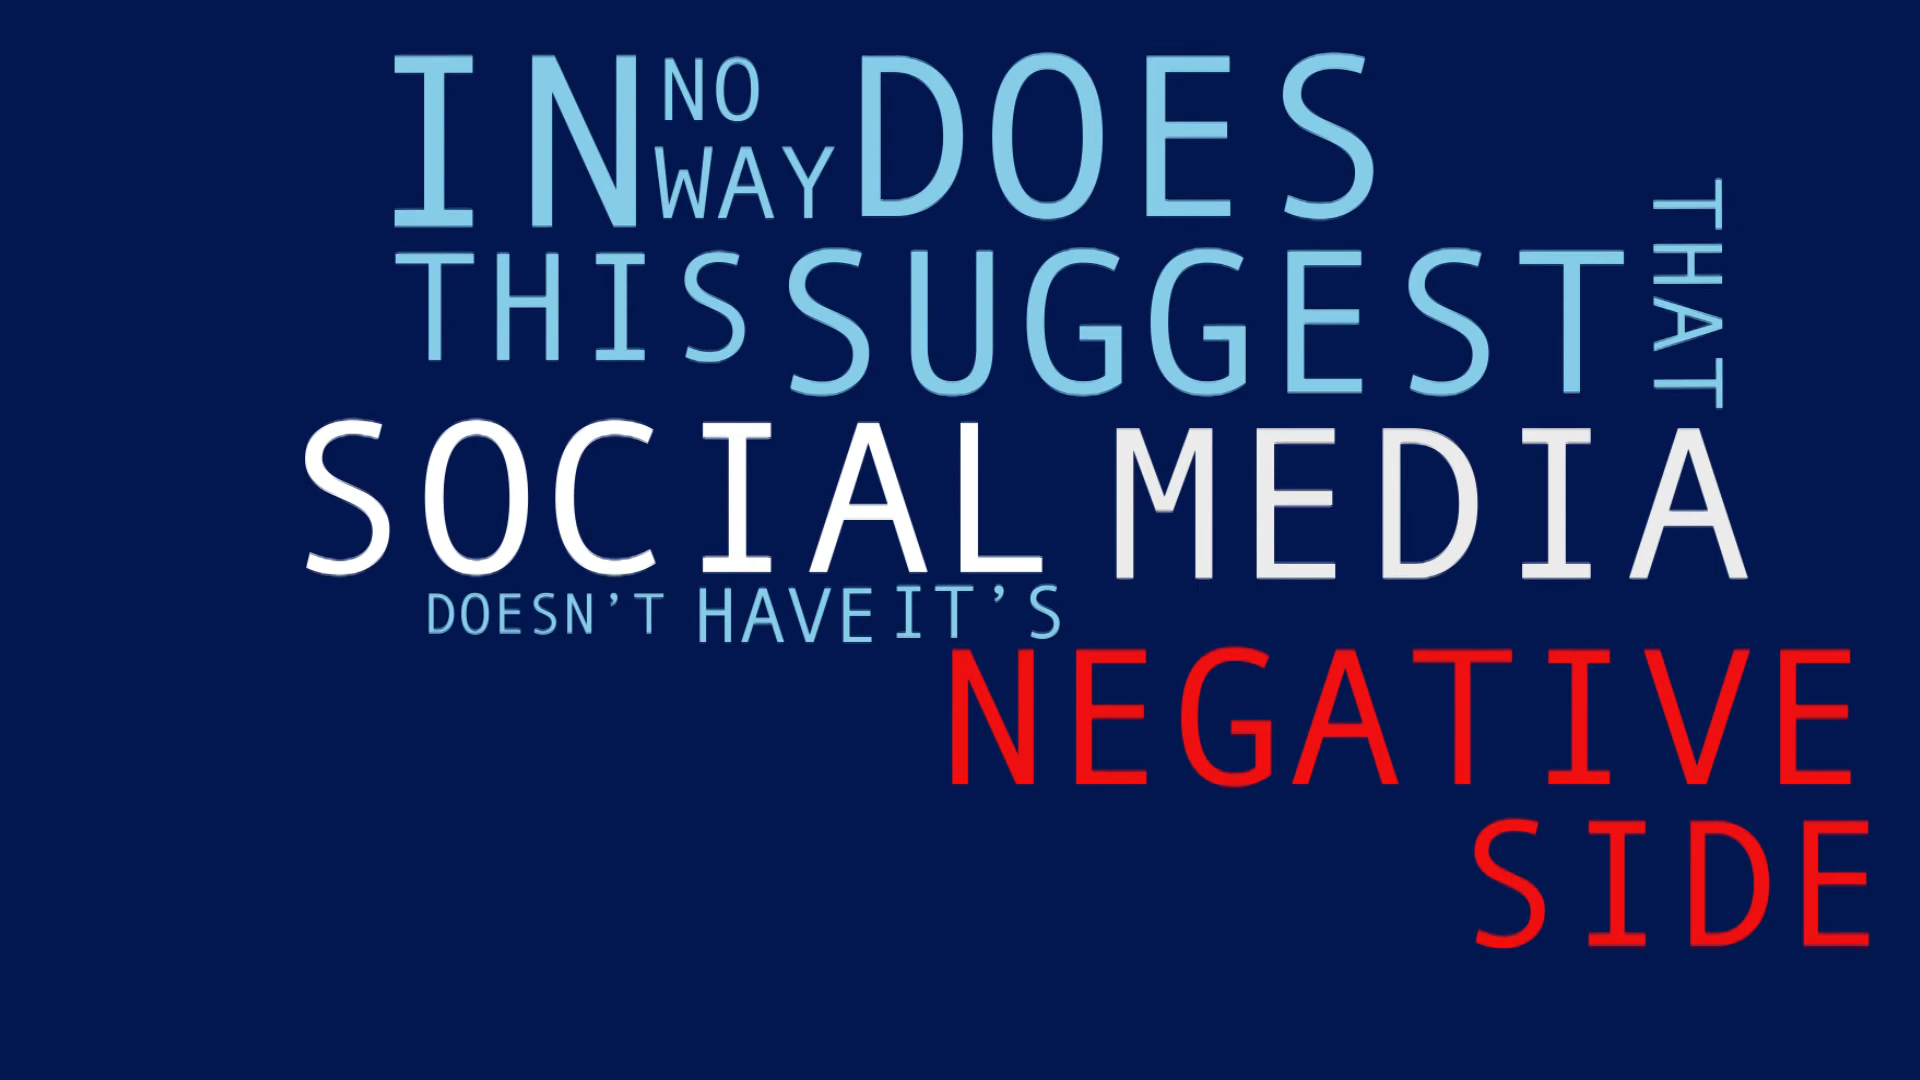 IN NO WAY DOES
THIS SUGGEST THAT
SOCIAL MEDIA
DOESN'T HAVE IT'S
NEGATIVE
SIDE